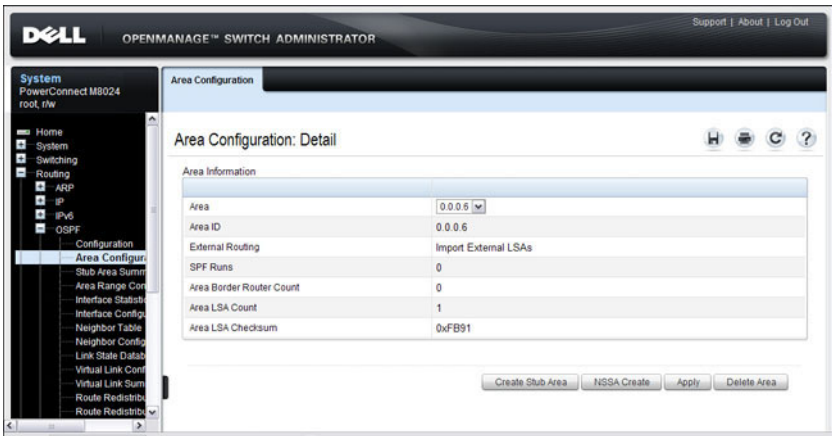 Support | About | Log Out
DELL OPENMANAGE™ SWITCH ADMINISTRATOR
System
PowerConnect M8024
root, r/w
Home
System
Switching
Routing
ARP
IP
IPv6
OSPF
Configuration
Area Configura
Stub Area Summ
Area Range Con
Interface Statistic
Interface Configu
Neighbor Table
Neighbor Config
Link State Datab
Virtual Link Conf
Virtual Link Sum
Route Redistribu
Route Redistribu
Area Configuration
Area Configuration: Detail
Area Information
Area 0.0.0.6
Area ID 0.0.0.6
External Routing Import External LSAs
SPF Runs 0
Area Border Router Count 0
Area LSA Count 1
Area LSA Checksum 0xFB91
Create Stub Area NSSA Create Apply Delete Area